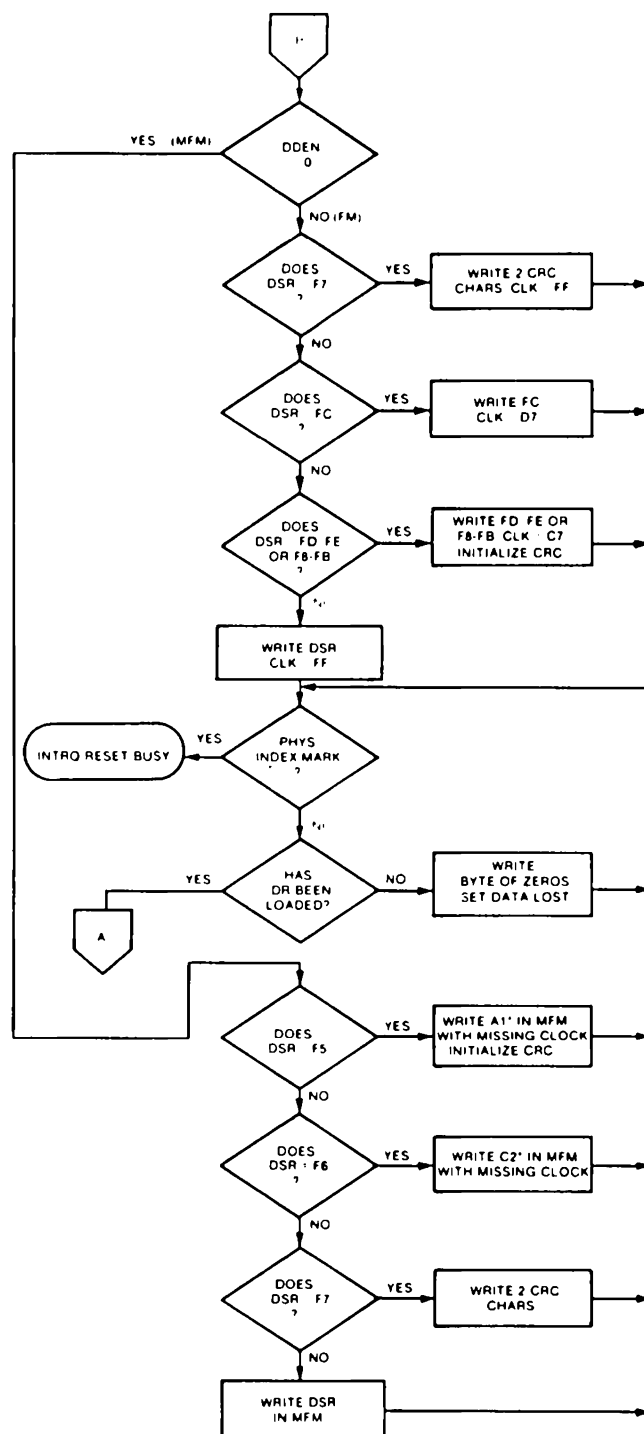 YES (MFM)
DDEN
0
NO (FM)
DOES
DSR F7
?
YES
WRITE 2 CRC
CHARS CLK FF
NO
DOES
DSR FC
?
YES
WRITE FC
CLK D7
NO
DOES
DSR FD FE
OR F8-FB
?
YES
WRITE FD FE OR
F8-FB CLK = C7
INITIALIZE CRC
WRITE DSR
CLK FF
INTRQ RESET BUSY
YES
PHYS
INDEX MARK
?
YES
HAS
DR BEEN
LOADED?
NO
WRITE
BYTE OF ZEROS
SET DATA LOST
A
DOES
DSR F5
YES
WRITE A1* IN MFM
WITH MISSING CLOCK
INITIALIZE CRC
NO
DOES
DSR = F6
?
YES
WRITE C2* IN MFM
WITH MISSING CLOCK
NO
DOES
DSR F7
?
YES
WRITE 2 CRC
CHARS
NO
WRITE DSR
IN MFM